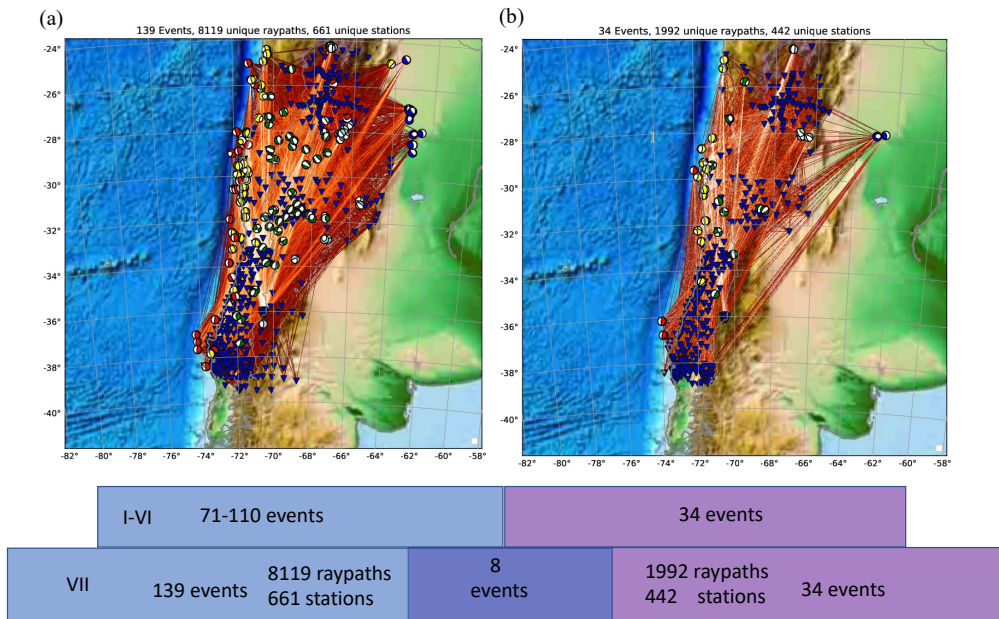 (a)
(b)
139 Events, 8119 unique raypaths, 661 unique stations
34 Events, 1992 unique raypaths, 442 unique stations
-24°
-26°
-28°
-30°
-32°
-34°
-36°
-38°
-40°
-82° -78° -76° -74° -72° -70° -68° -66° -64° -62° -60° -58°
-24°
-26°
-28°
-30°
-32°
-34°
-36°
-38°
-40°
-82° -78° -76° -74° -72° -70° -68° -66° -64° -62° -60° -58°
I-VI 71-110 events
34 events
VII 139 events
8119 raypaths
661 stations
8
events
1992 raypaths
442 stations
34 events